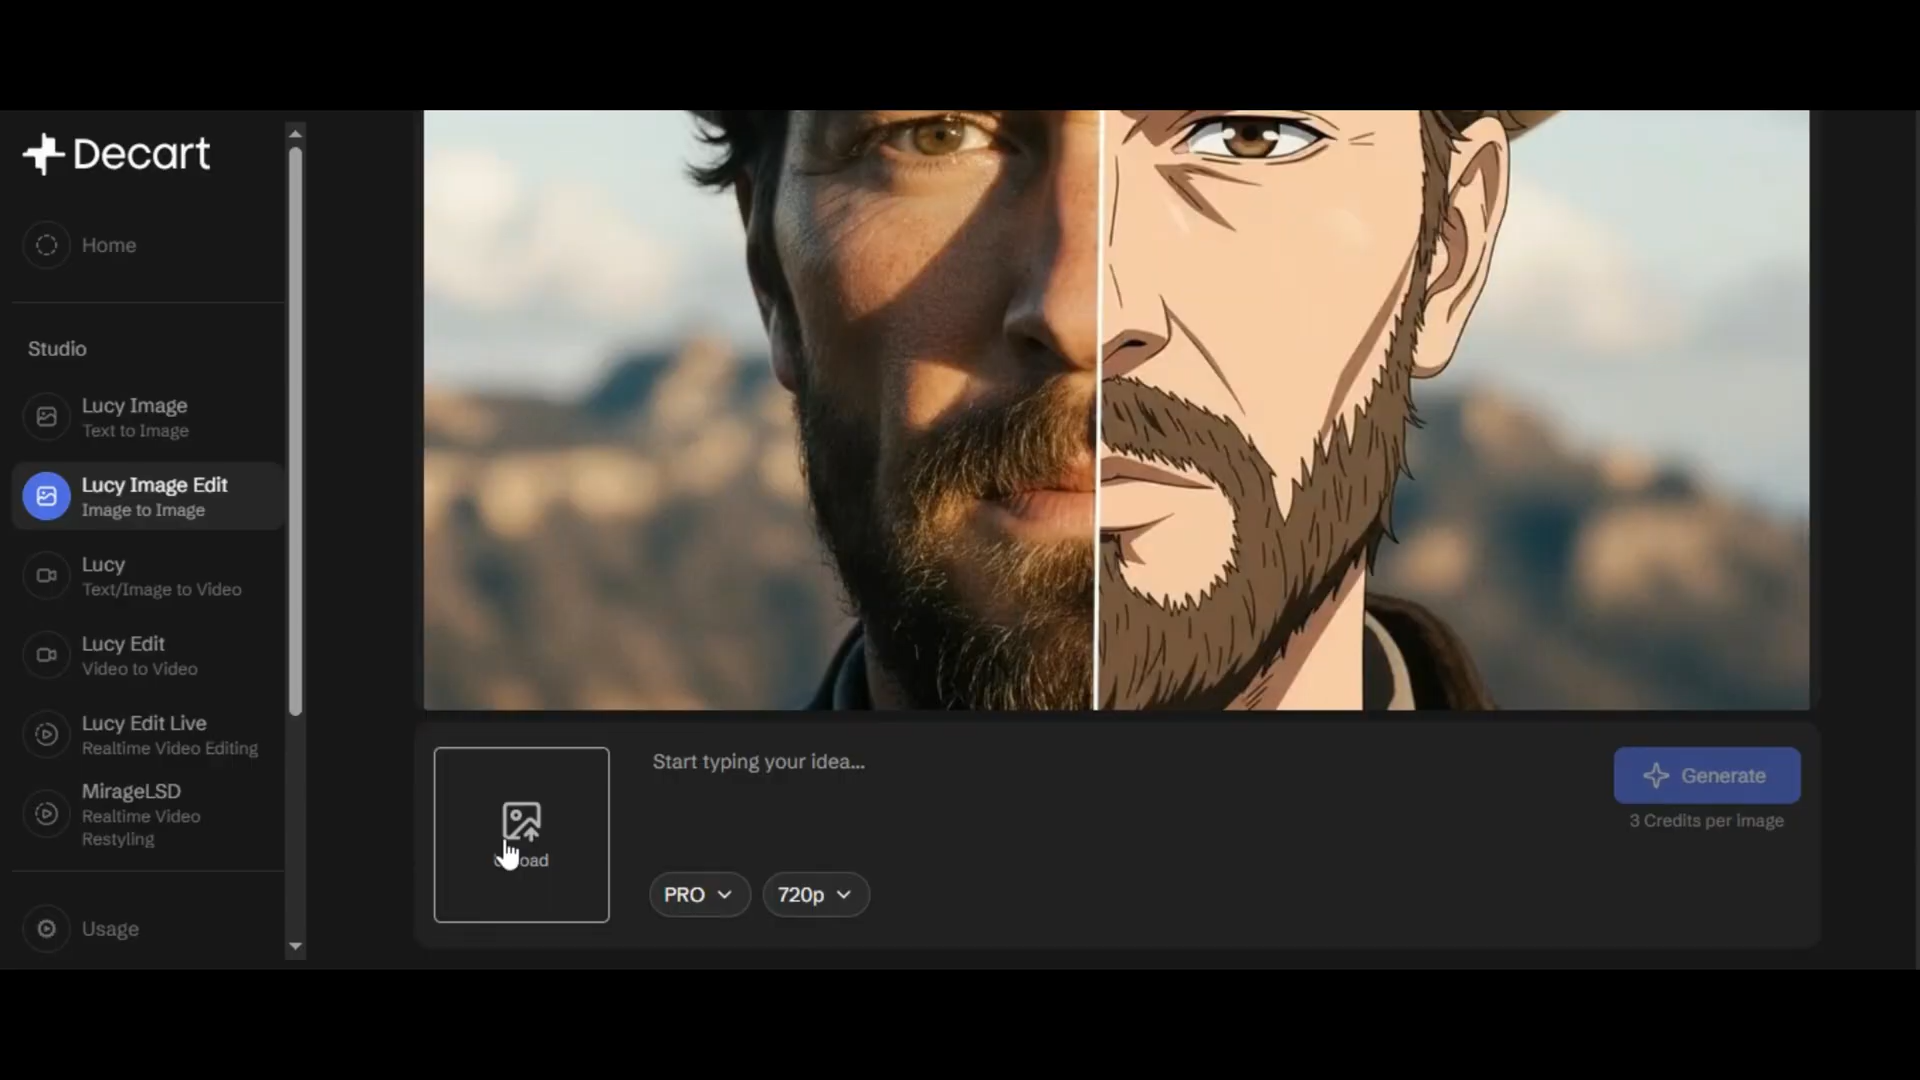 Decart
Home
Studio
Lucy Image
Text to Image
Lucy Image Edit
Image to Image
Lucy
Text/Image to Video
Lucy Edit
Video to Video
Lucy Edit Live
Realtime Video Editing
MirageLSD
Realtime Video
Restyling
Usage
Start typing your idea...
Generate
3 Credits per image
PRO
720p